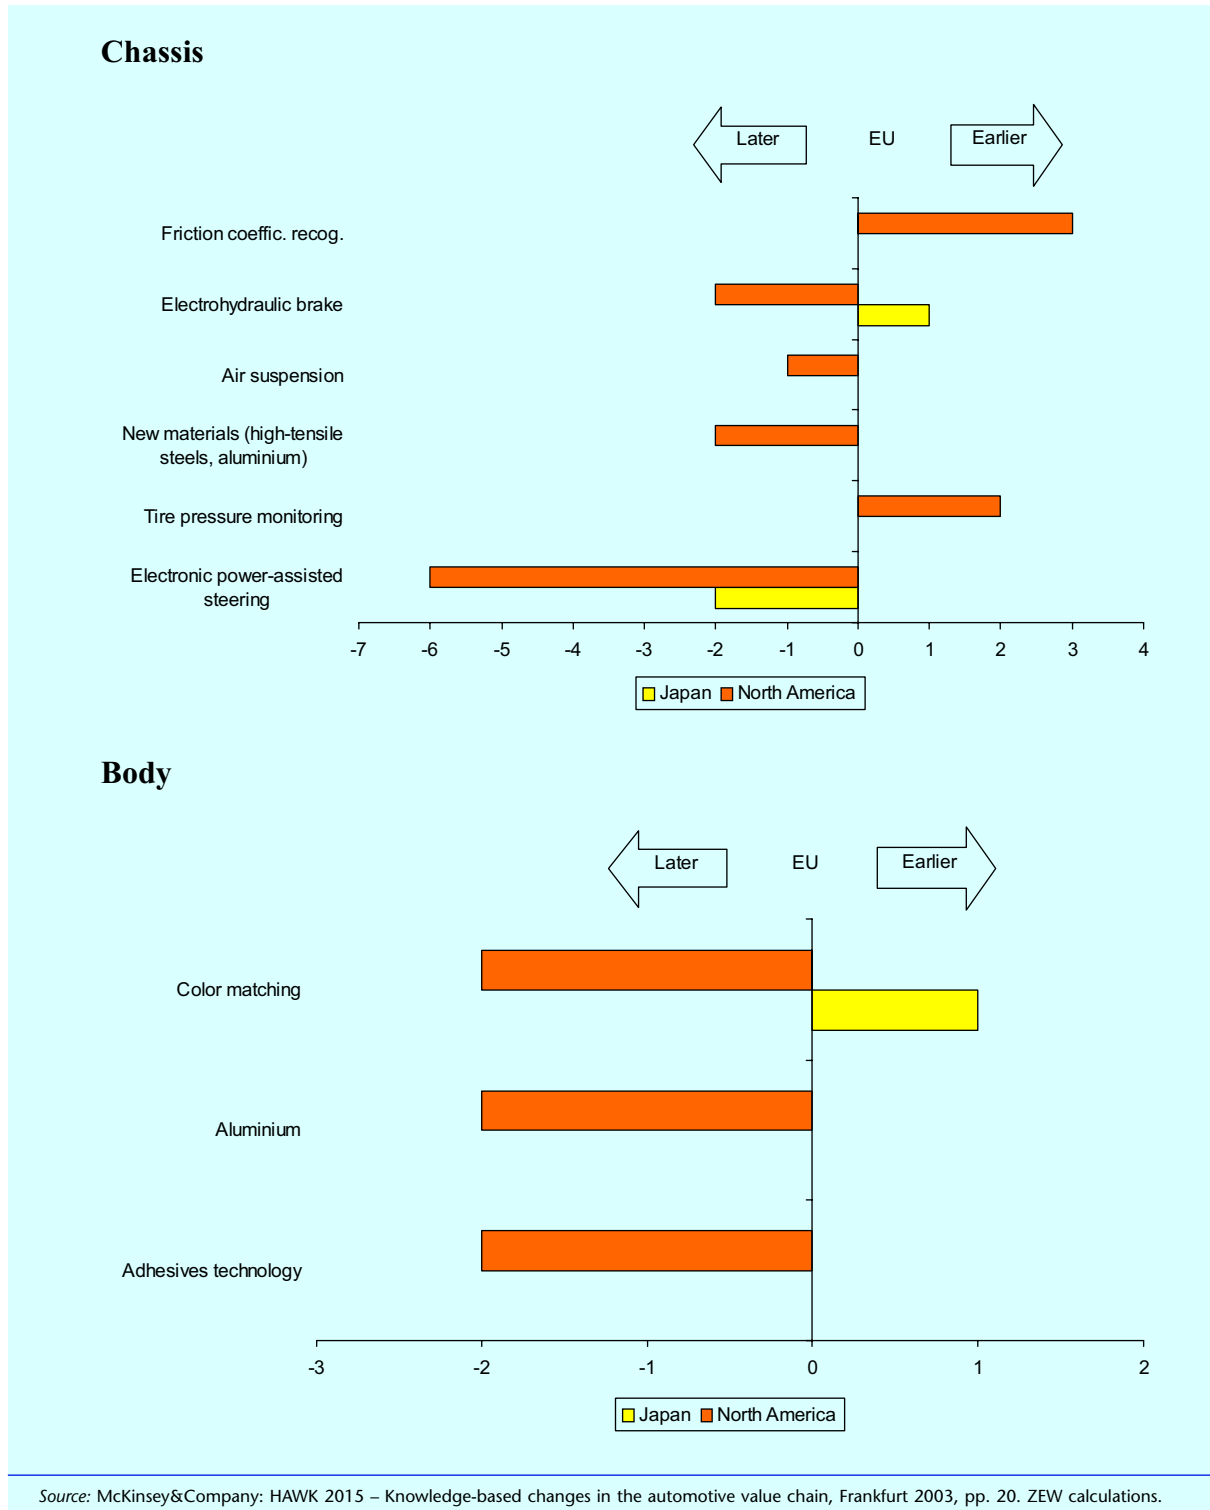 Chassis
Later
EU
Earlier
Friction coeffic. recog.
Electrohydraulic brake
Air suspension
New materials (high-tensile
steels, aluminium)
Tire pressure monitoring
Electronic power-assisted
steering
-7 -6 -5 -4 -3 -2 -1 0 1 2 3 4
Japan North America
Body
Later
EU
Earlier
Color matching
Aluminium
Adhesives technology
-3 -2 -1 0 1 2
Japan North America
Source: McKinsey&Company: HAWK 2015 – Knowledge-based changes in the automotive value chain, Frankfurt 2003, pp. 20. ZEW calculations.